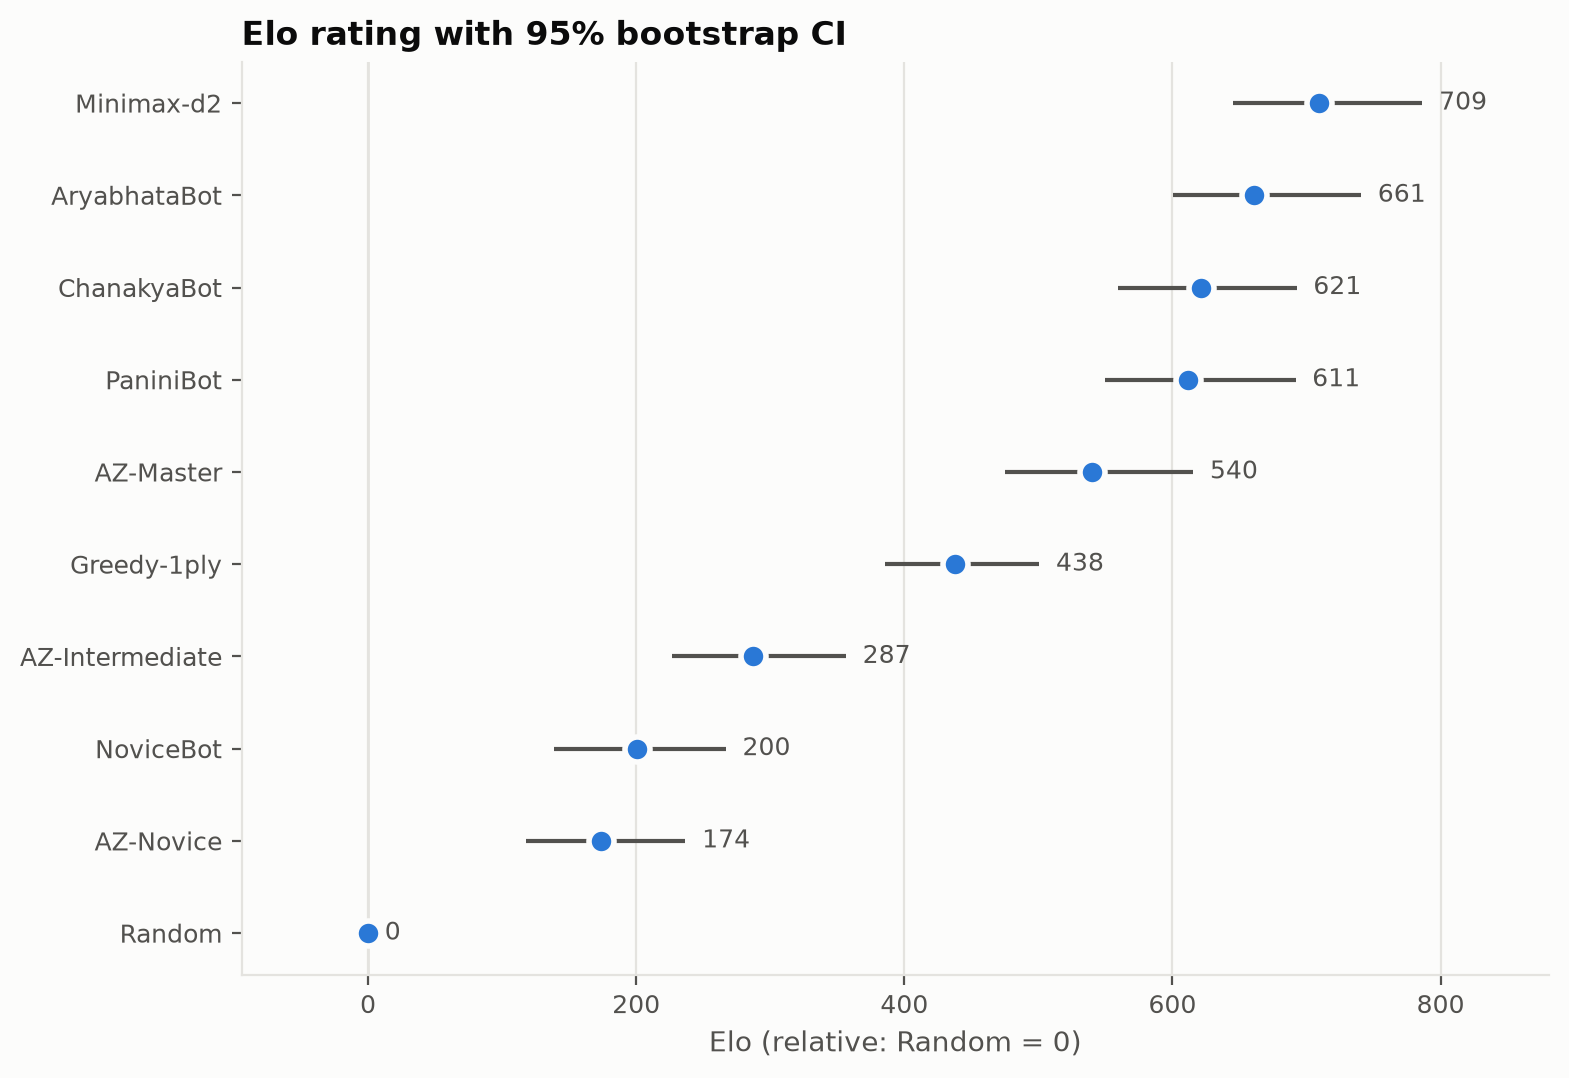 Elo rating with 95% bootstrap CI
Minimax-d2
709
AryabhataBot
661
ChanakyaBot
621
PaniniBot
611
AZ-Master
540
Greedy-1ply
438
AZ-Intermediate
287
NoviceBot
200
AZ-Novice
174
Random
0
0 200 400 600 800
Elo (relative: Random = 0)